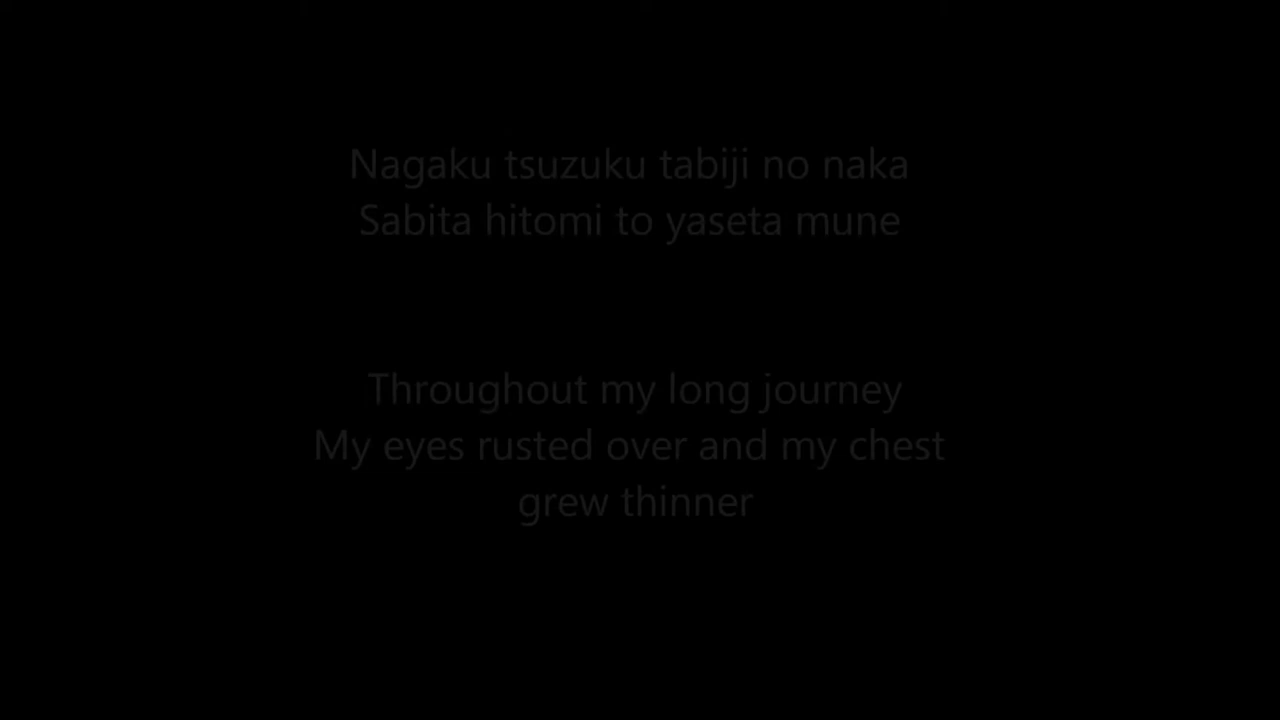 Nagaku tsuzuku tabiji no naka
Sabita hitomi to yaseta mune
Throughout my long journey
My eyes rusted over and my chest
grew thinner